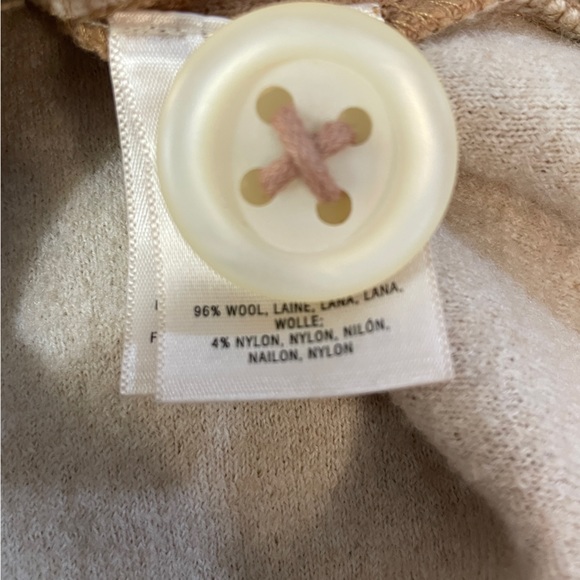 96% WOOL, LAINE, LANA, LANA,
WOLLE;
4% NYLON, NYLON, NILÓN,
NAILON, NYLON
F